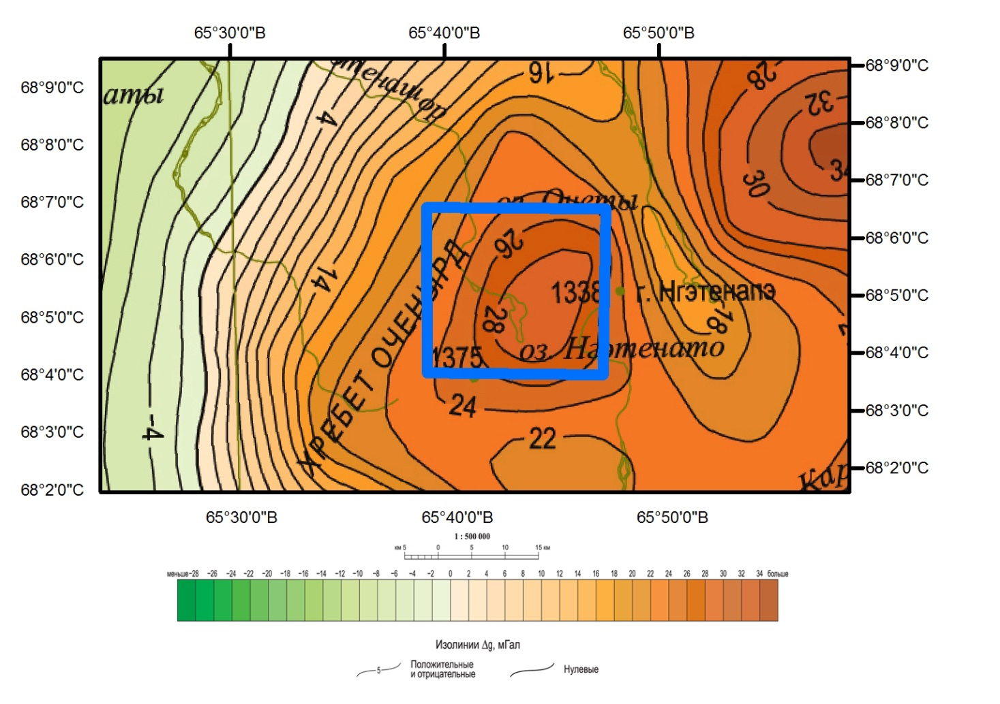 65°30'0"В 65°40'0"В 65°50'0"В
68°9'0"С
68°8'0"С
68°7'0"С
68°6'0"С
68°5'0"С
68°4'0"С
68°3'0"С
68°2'0"С
68°9'0"С
68°8'0"С
68°7'0"С
68°6'0"С
68°5'0"С
68°4'0"С
68°3'0"С
68°2'0"С
аты
16
28
32
4
34
30
оз. Очеты
26
14
1338
г. Нгэтенапэ
28
18
ХРЕБЕТ ОЧЕНЫРД
1375
оз. Нгэтенато
24
-4
22
Кар
65°30'0"В 65°40'0"В 65°50'0"В
1 : 500 000
км 5 0 5 10 15 км
меньше -28 -26 -24 -22 -20 -18 -16 -14 -12 -10 -8 -6 -4 -2 0 2 4 6 8 10 12 14 16 18 20 22 24 26 28 30 32 34 больше
Изолинии Δg, мГал
5 Положительные
и отрицательные
Нулевые